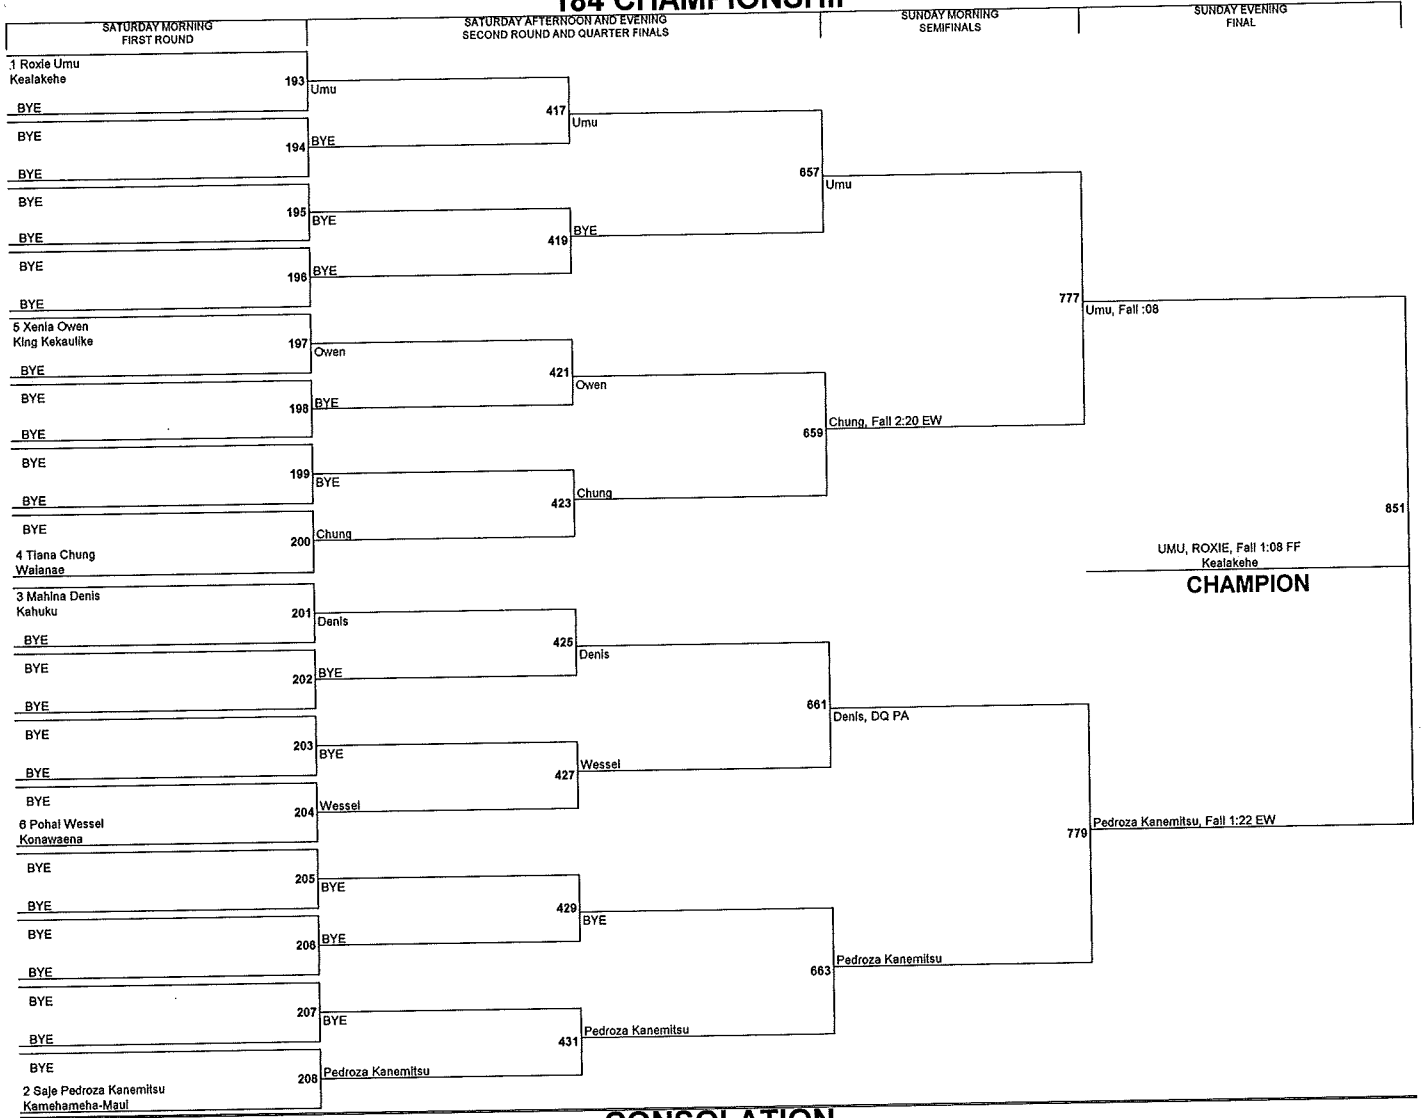 184 CHAMPIONSHIP
SATURDAY MORNING
FIRST ROUND
SATURDAY AFTERNOON AND EVENING
SECOND ROUND AND QUARTER FINALS
SUNDAY MORNING
SEMIFINALS
SUNDAY EVENING
FINAL
1 Roxie Umu
Kealakehe
193
BYE
Umu
417
Umu
BYE
194
BYE
BYE
657
Umu
BYE
195
BYE
BYE
419
BYE
BYE
196
BYE
BYE
777
Umu, Fall :08
5 Xenia Owen
King Kekaulike
197
BYE
Owen
421
Owen
BYE
198
BYE
BYE
659
Chung, Fall 2:20 EW
BYE
199
BYE
BYE
423
Chung
BYE
200
Chung
4 Tiana Chung
Waianae
851
UMU, ROXIE, Fall 1:08 FF
Kealakehe
CHAMPION
3 Mahina Denis
Kahuku
201
BYE
Denis
425
Denis
BYE
202
BYE
BYE
661
Denis, DQ PA
BYE
203
BYE
BYE
427
Wessel
BYE
204
Wessel
6 Pohai Wessel
Konawaena
779
Pedroza Kanemitsu, Fall 1:22 EW
BYE
205
BYE
BYE
429
BYE
BYE
206
BYE
BYE
663
Pedroza Kanemitsu
BYE
207
BYE
BYE
431
Pedroza Kanemitsu
BYE
208
Pedroza Kanemitsu
2 Saje Pedroza Kanemitsu
Kamehameha-Maui
CONSOLATION